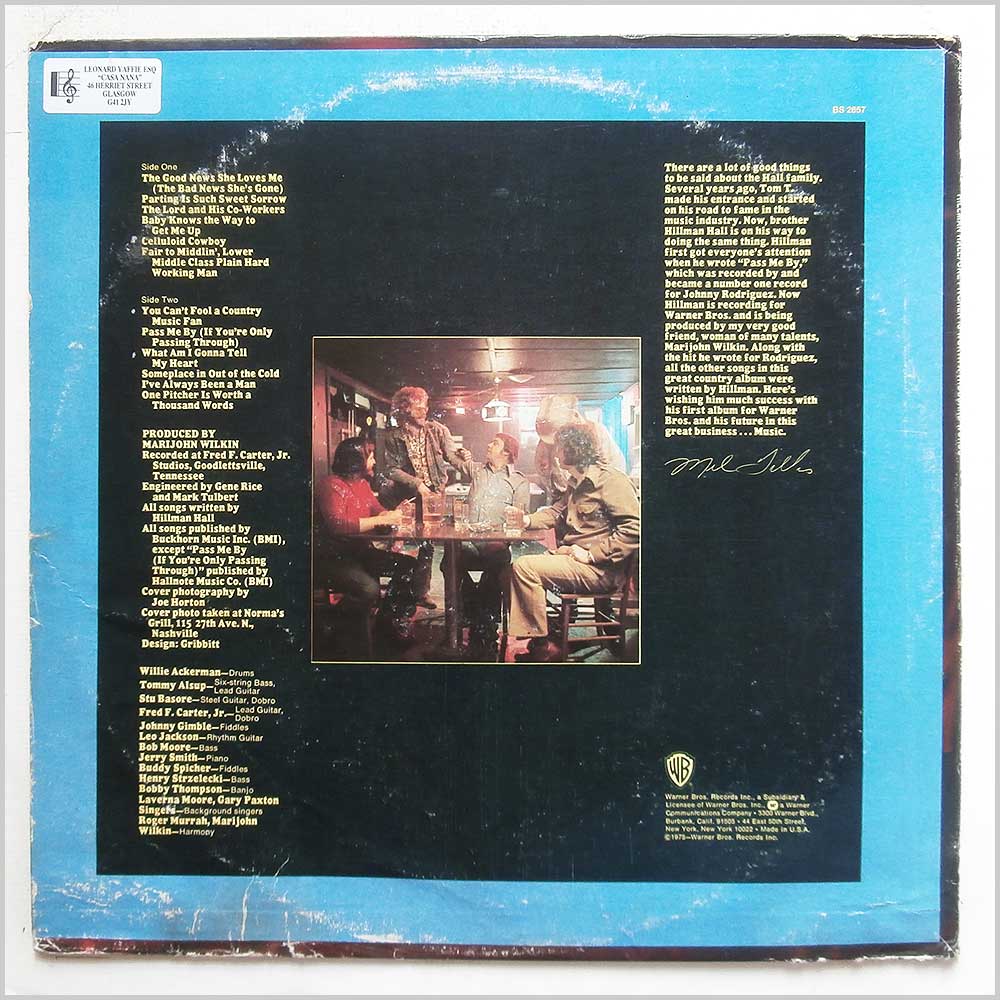 LEONARD YAFFIE ESQ
"CASA NANA"
46 HERRIET STREET
GLASGOW
G41 2JY
BS 2857
Side One
The Good News She Loves Me
(The Bad News She's Gone)
Parting Is Such Sweet Sorrow
The Lord and His Co-Workers
Baby Knows the Way to
Get Me Up
Celluloid Cowboy
Fair to Middlin', Lower
Middle Class Plain Hard
Working Man
Side Two
You Can't Fool a Country
Music Fan
Pass Me By (If You're Only
Passing Through)
What Am I Gonna Tell
My Heart
Someplace in Out of the Cold
I've Always Been a Man
One Pitcher Is Worth a
Thousand Words
PRODUCED BY
MARIJOHN WILKIN
Recorded at Fred F. Carter, Jr.
Studios, Goodlettsville,
Tennessee
Engineered by Gene Rice
and Mark Tulbert
All songs written by
Hillman Hall
All songs published by
Buckhorn Music Inc. (BMI),
except "Pass Me By
(If You're Only Passing
Through)" published by
Hallnote Music Co. (BMI)
Cover photography by
Joe Horton
Cover photo taken at Norma's
Grill, 115 27th Ave. N.,
Nashville
Design: Gribbitt
Willie Ackerman—Drums
Tommy Alsup—Six-string Bass,
Lead Guitar
Stu Basore—Steel Guitar, Dobro
Fred F. Carter, Jr.—Lead Guitar,
Dobro
Johnny Gimble—Fiddles
Leo Jackson—Rhythm Guitar
Bob Moore—Bass
Jerry Smith—Piano
Buddy Spicher—Fiddles
Henry Strzelecki—Bass
Bobby Thompson—Banjo
Laverna Moore, Gary Paxton
Singers—Background singers
Roger Murrah, Marijohn
Wilkin—Harmony
There are a lot of good things
to be said about the Hall family.
Several years ago, Tom T.
made his entrance and started
on his road to fame in the
music industry. Now, brother
Hillman Hall is on his way to
doing the same thing. Hillman
first got everyone's attention
when he wrote "Pass Me By,"
which was recorded by and
became a number one record
for Johnny Rodriguez. Now
Hillman is recording for
Warner Bros. and is being
produced by my very good
friend, woman of many talents,
Marijohn Wilkin. Along with
the hit he wrote for Rodriguez,
all the other songs in this
great country album were
written by Hillman. Here's
wishing him much success with
his first album for Warner
Bros. and his future in this
great business ... Music.
Mel Tillis
WB
Warner Bros. Records Inc., a Subsidiary &
Licensee of Warner Bros. Inc., a Warner
Communications Company • 3300 Warner Blvd.,
Burbank, Calif. 91505 • 44 East 50th Street,
New York, New York 10022 • Made in U.S.A.
©1975—Warner Bros. Records Inc.